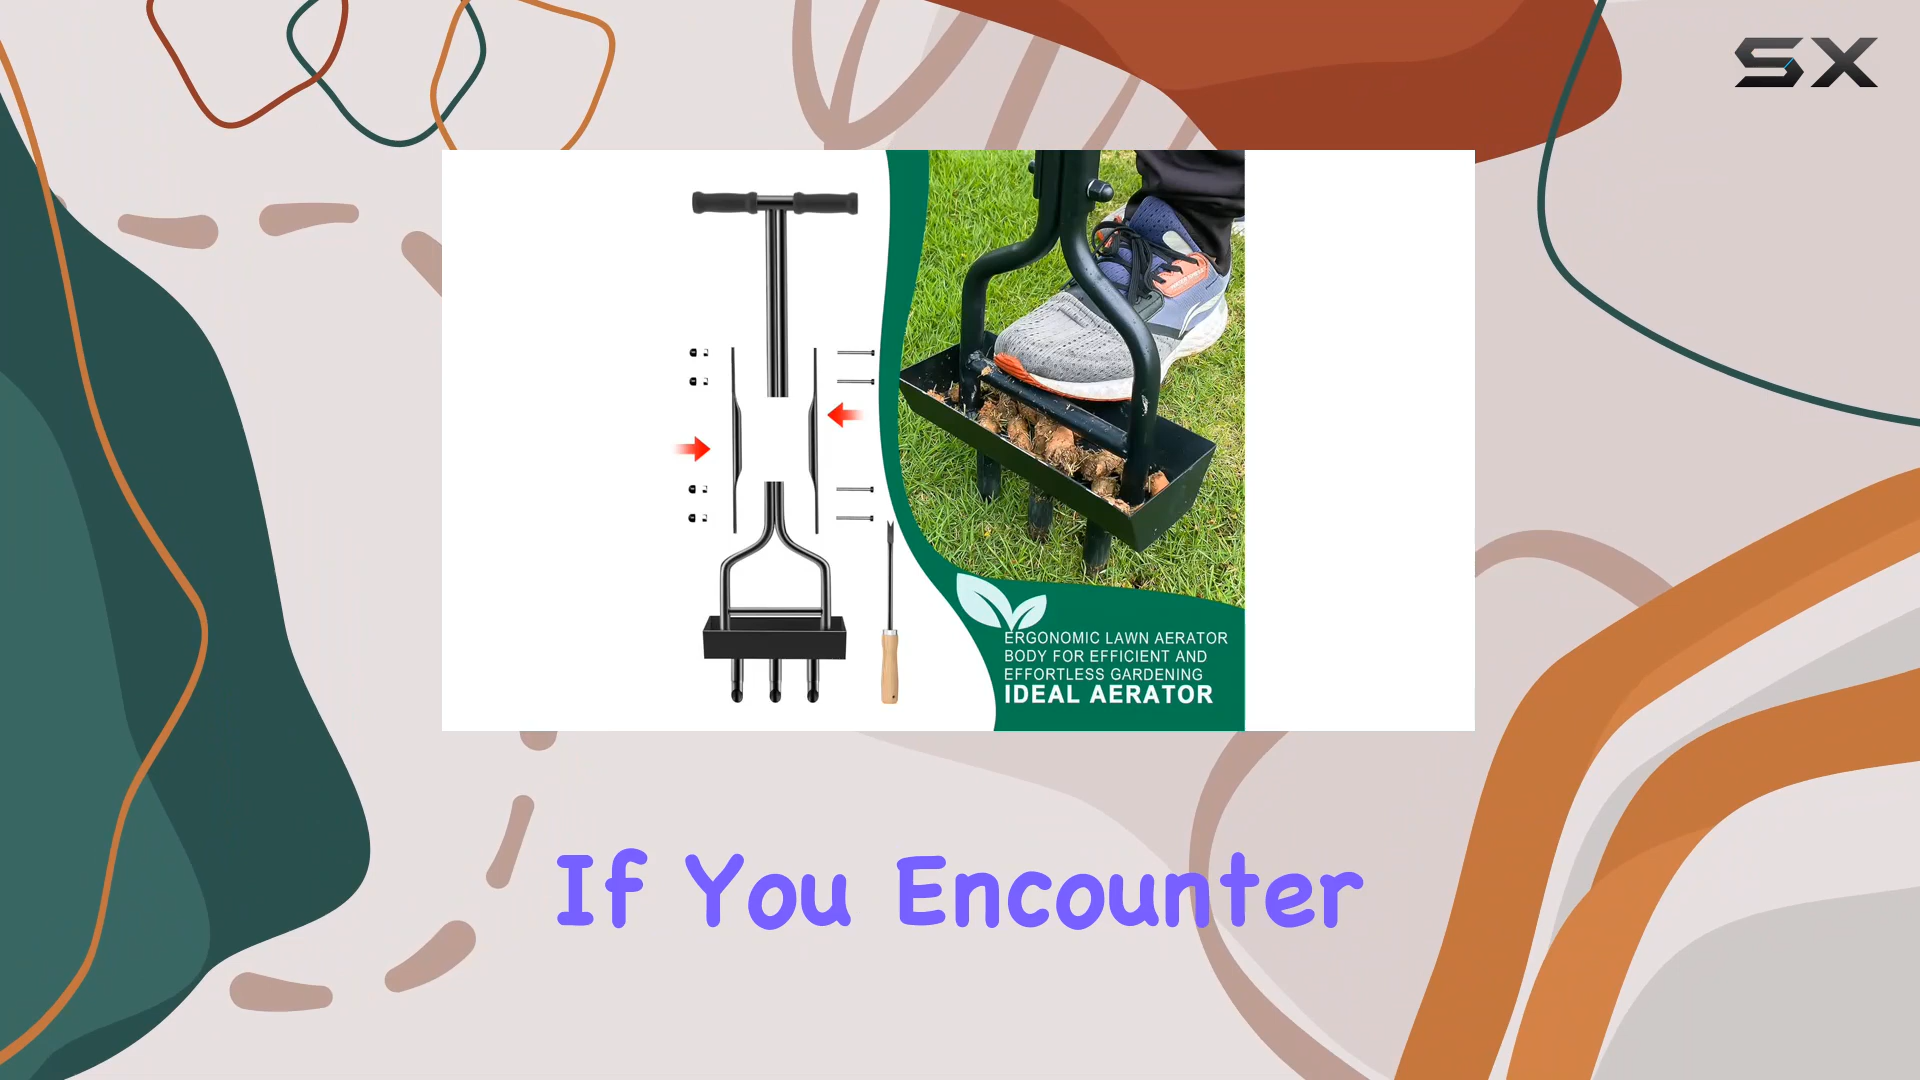 SX
ERGONOMIC LAWN AERATOR
BODY FOR EFFICIENT AND
EFFORTLESS GARDENING
IDEAL AERATOR
If You Encounter